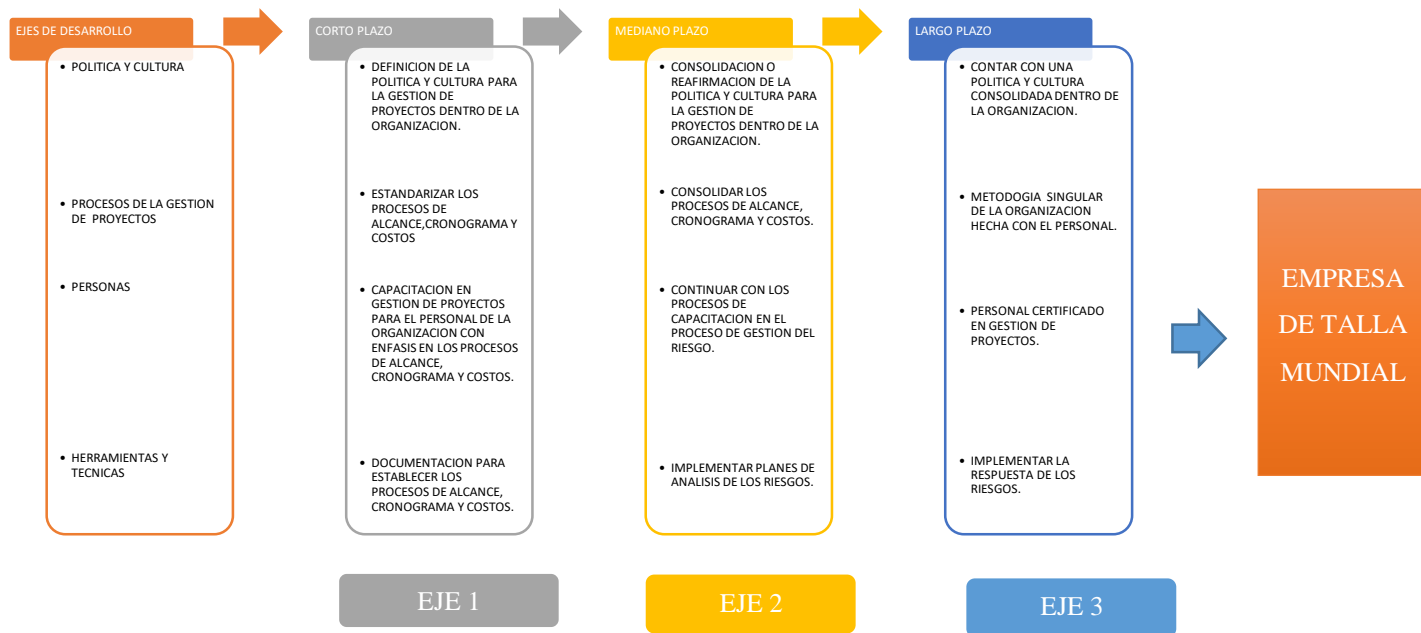 EJES DE DESARROLLO
• POLITICA Y CULTURA
• PROCESOS DE LA GESTION
DE PROYECTOS
• PERSONAS
• HERRAMIENTAS Y
TECNICAS
CORTO PLAZO
• DEFINICION DE LA
POLITICA Y CULTURA PARA
LA GESTION DE
PROYECTOS DENTRO DE LA
ORGANIZACION.
• ESTANDARIZAR LOS
PROCESOS DE
ALCANCE,CRONOGRAMA Y
COSTOS
• CAPACITACION EN
GESTION DE PROYECTOS
PARA EL PERSONAL DE LA
ORGANIZACION CON
ENFASIS EN LOS PROCESOS
DE ALCANCE,
CRONOGRAMA Y COSTOS.
• DOCUMENTACION PARA
ESTABLECER LOS
PROCESOS DE ALCANCE,
CRONOGRAMA Y COSTOS.
EJE 1
MEDIANO PLAZO
• CONSOLIDACION O
REAFIRMACION DE LA
POLITICA Y CULTURA PARA
LA GESTION DE
PROYECTOS DENTRO DE LA
ORGANIZACION.
• CONSOLIDAR LOS
PROCESOS DE ALCANCE,
CRONOGRAMA Y COSTOS.
• CONTINUAR CON LOS
PROCESOS DE
CAPACITACION EN EL
PROCESO DE GESTION DEL
RIESGO.
• IMPLEMENTAR PLANES DE
ANALISIS DE LOS RISGOS.
EJE 2
LARGO PLAZO
• CONTAR CON UNA
POLITICA Y CULTURA
CONSOLIDADA DENTRO DE
LA ORGANIZACION.
• METODOGIA SINGULAR
DE LA ORGANIZACION
HECHA CON EL PERSONAL.
• PERSONAL CERTIFICADO
EN GESTION DE
PROYECTOS.
• IMPLEMENTAR LA
RESPUESTA DE LOS
RIESGOS.
EJE 3
EMPRESA
DE TALLA
MUNDIAL